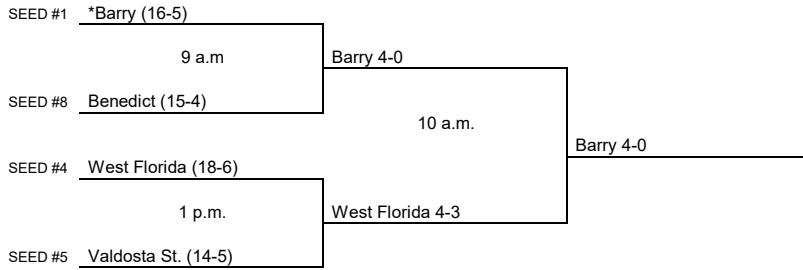 SEED #1 *Barry (16-5)
9 a.m
Barry 4-0
SEED #8 Benedict (15-4)
10 a.m.
Barry 4-0
SEED #4 West Florida (18-6)
1 p.m.
West Florida 4-3
SEED #5 Valdosta St. (14-5)